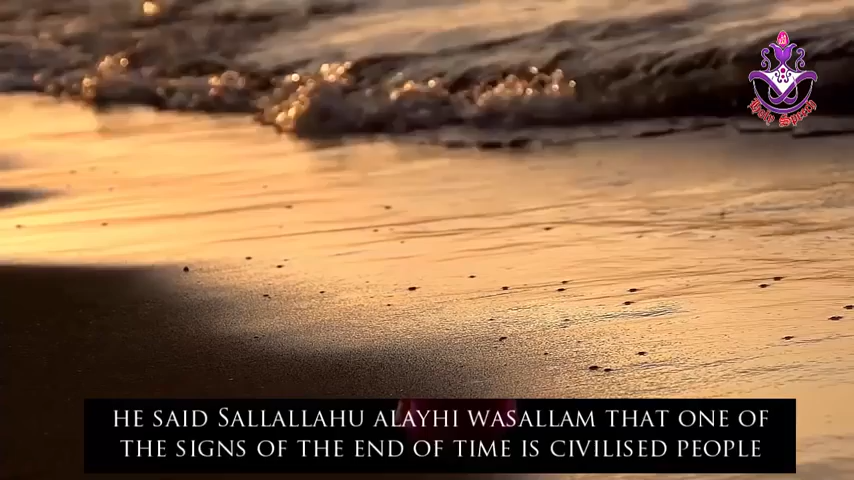 HE SAID SALLALLAHU ALAYHI WASALLAM THAT ONE OF
THE SIGNS OF THE END OF TIME IS CIVILISED PEOPLE